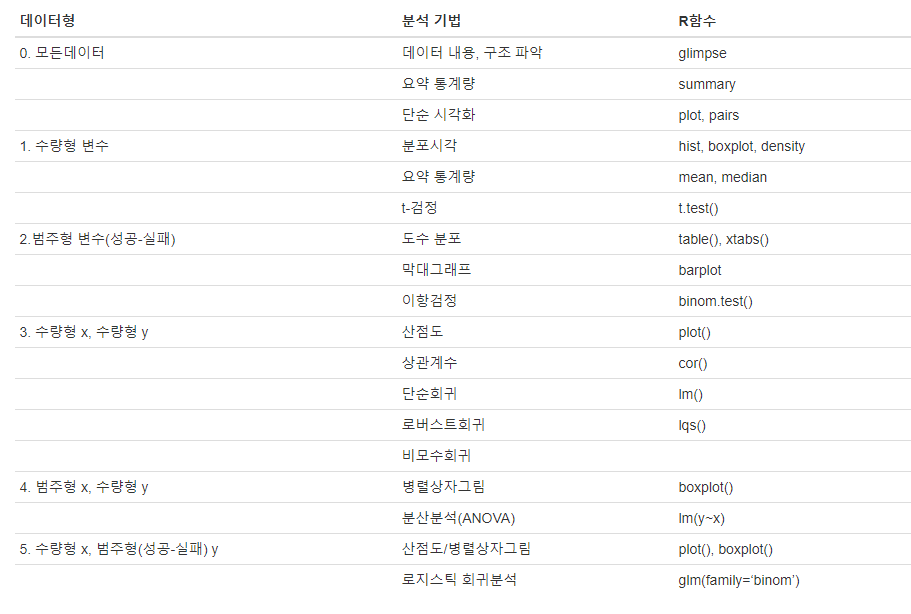 데이터형 분석 기법 R함수
0. 모든데이터 데이터 내용, 구조 파악 glimpse
요약 통계량 summary
단순 시각화 plot, pairs
1. 수량형 변수 분포시각 hist, boxplot, density
요약 통계량 mean, median
t-검정 t.test()
2.범주형 변수(성공-실패) 도수 분포 table(), xtabs()
막대그래프 barplot
이항검정 binom.test()
3. 수량형 x, 수량형 y 산점도 plot()
상관계수 cor()
단순회귀 lm()
로버스트회귀 lqs()
비모수회귀
4. 범주형 x, 수량형 y 병렬상자그림 boxplot()
분산분석(ANOVA) lm(y~x)
5. 수량형 x, 범주형(성공-실패) y 산점도/병렬상자그림 plot(), boxplot()
로지스틱 회귀분석 glm(family=‘binom’)